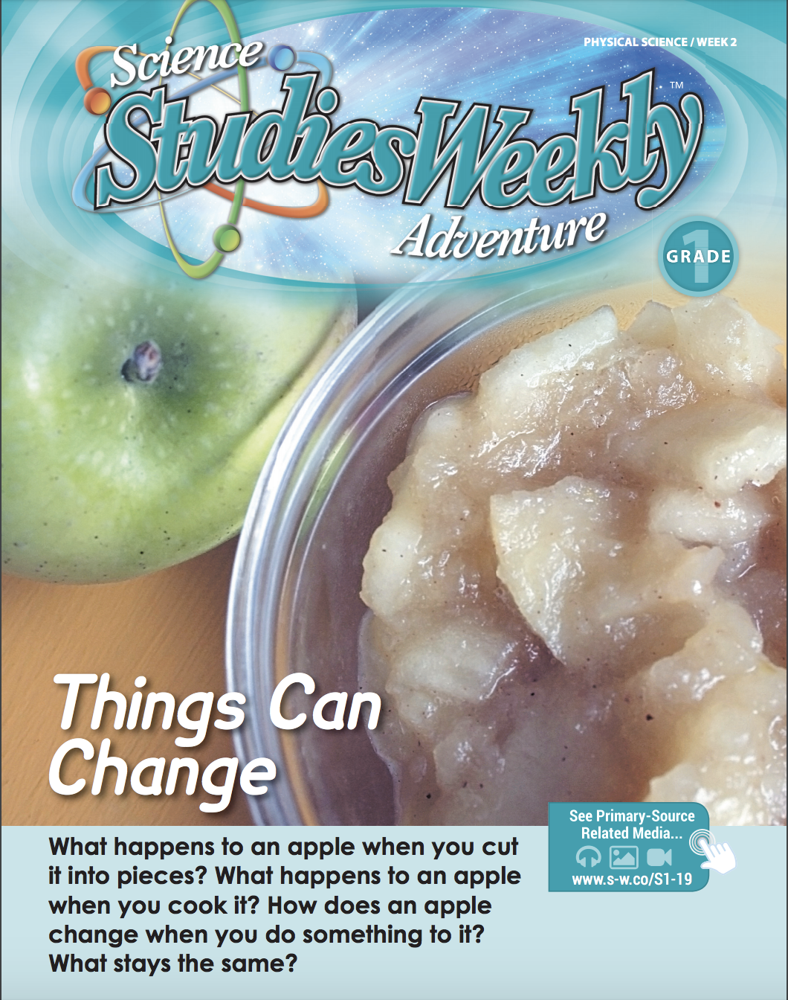 PHYSICAL SCIENCE / WEEK 2
Science
StudiesWeekly™
Adventure
1
GRADE
Things Can
Change
What happens to an apple when you cut
it into pieces? What happens to an apple
when you cook it? How does an apple
change when you do something to it?
What stays the same?
See Primary-Source
Related Media...
www.s-w.co/S1-19